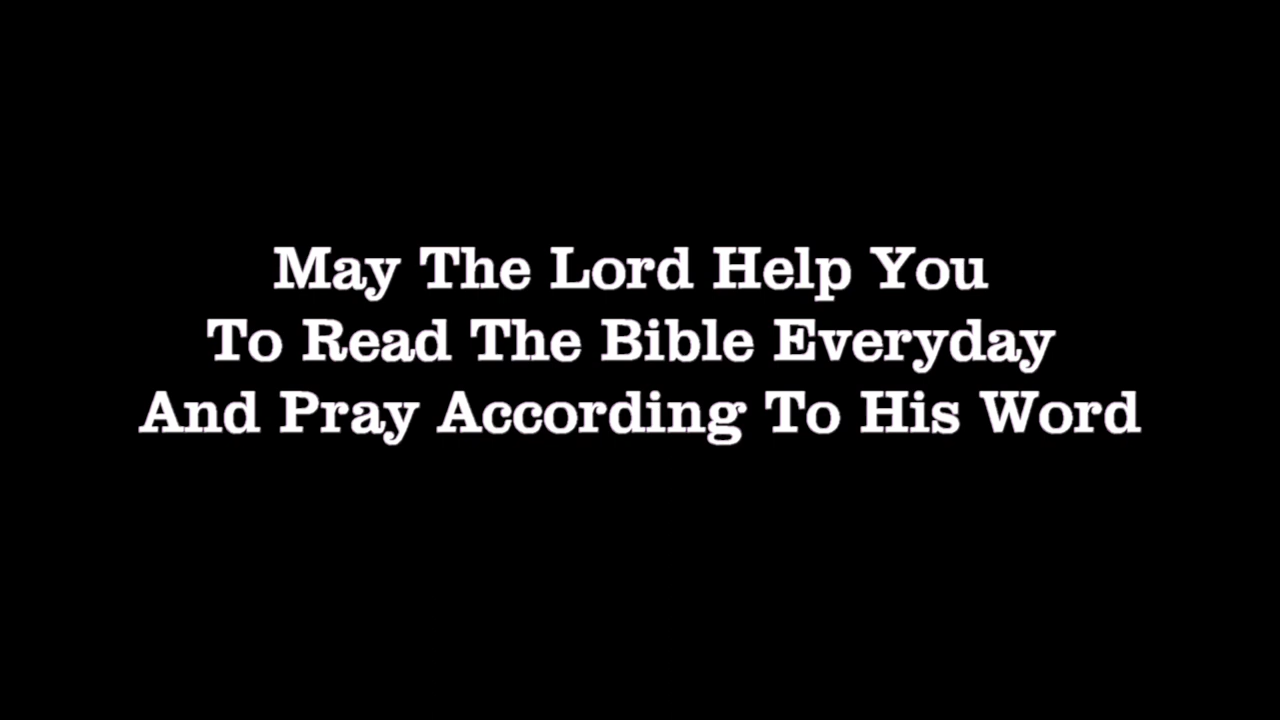 May The Lord Help You
To Read The Bible Everyday
And Pray According To His Word